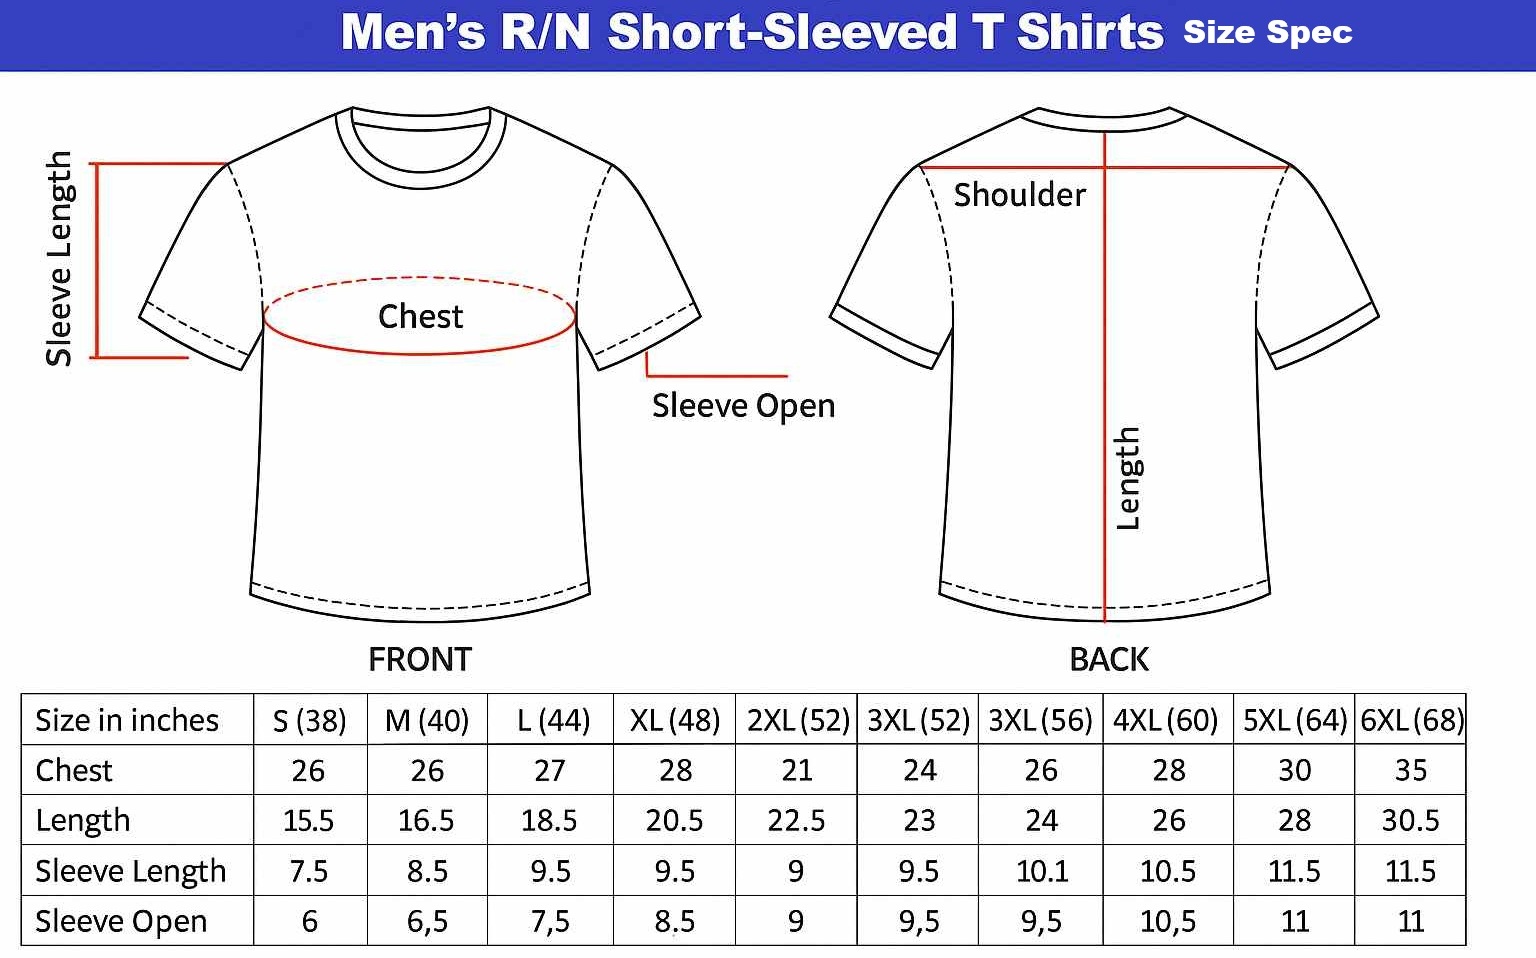 Men’s R/N Short-Sleeved T Shirts Size Spec
Sleeve Length
Chest
Sleeve Open
Shoulder
Length
FRONT
BACK
Size in inches S (38) M (40) L (44) XL (48) 2XL (52) 3XL (52) 3XL (56) 4XL (60) 5XL (64) 6XL (68)
Chest 26 26 27 28 21 24 26 28 30 35
Length 15.5 16.5 18.5 20.5 22.5 23 24 26 28 30.5
Sleeve Length 7.5 8.5 9.5 9.5 9 9.5 10.1 10.5 11.5 11.5
Sleeve Open 6 6,5 7,5 8.5 9 9,5 9,5 10,5 11 11